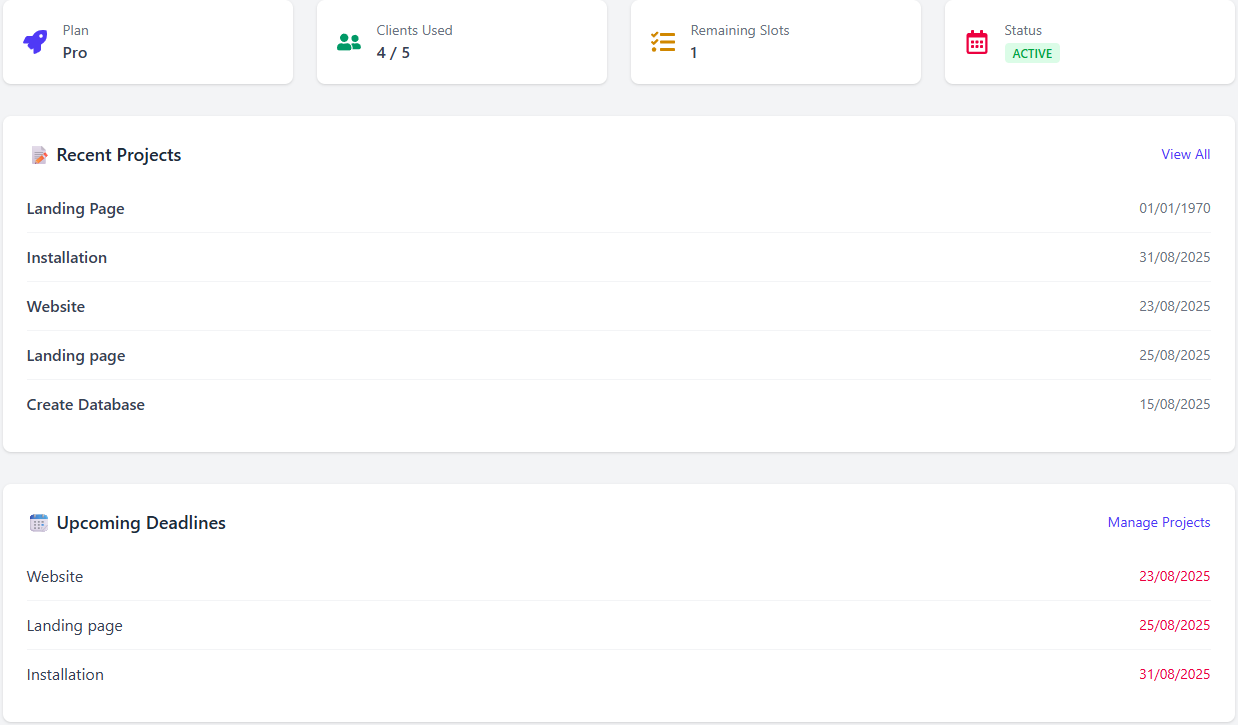 Plan
Pro
Clients Used
4 / 5
Remaining Slots
1
Status
ACTIVE
Recent Projects
View All
Landing Page
01/01/1970
Installation
31/08/2025
Website
23/08/2025
Landing page
25/08/2025
Create Database
15/08/2025
Upcoming Deadlines
Manage Projects
Website
23/08/2025
Landing page
25/08/2025
Installation
31/08/2025